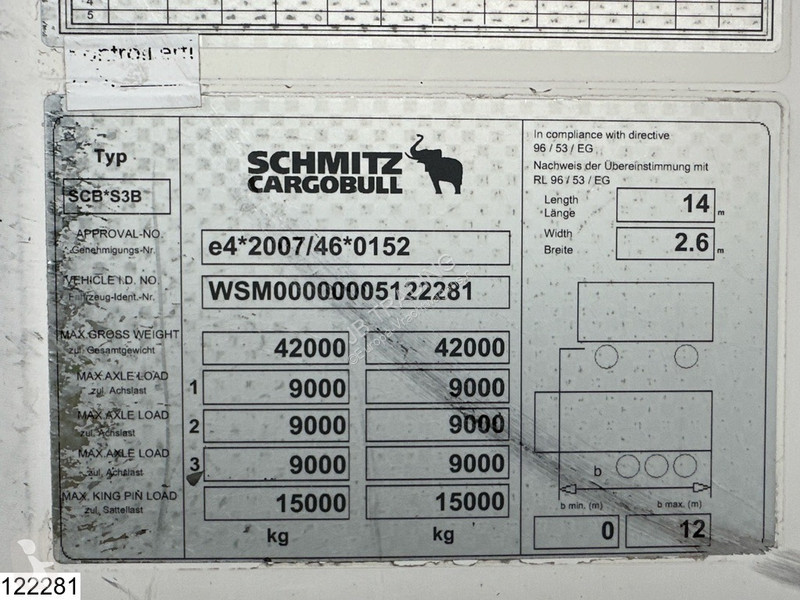 4
5
Typ
SCHMITZ
CARGOBULL
SCB*S3B
APPROVAL-NO.
Genehmigungs-Nr.
e4*2007/46*0152
VEHICLE I.D. NO.
Fahrzeug-Ident.-Nr.
WSM00000005122281
MAX.GROSS WEIGHT
zul. Gesamtgewicht
42000 42000
MAX.AXLE LOAD
zul. Achslast
1 9000 9000
MAX.AXLE LOAD
zul. Achslast
2 9000 9000
MAX.AXLE LOAD
zul. Achslast
3 9000 9000
MAX. KING PIN LOAD
zul. Sattellast
15000 15000
kg kg
In compliance with directive
96 / 53 / EG
Nachweis der Übereinstimmung mit
RL 96 / 53 / EG
Length
Länge
14 m
Width
Breite
2.6 m
b
b min. (m) b max. (m)
0 12
122281